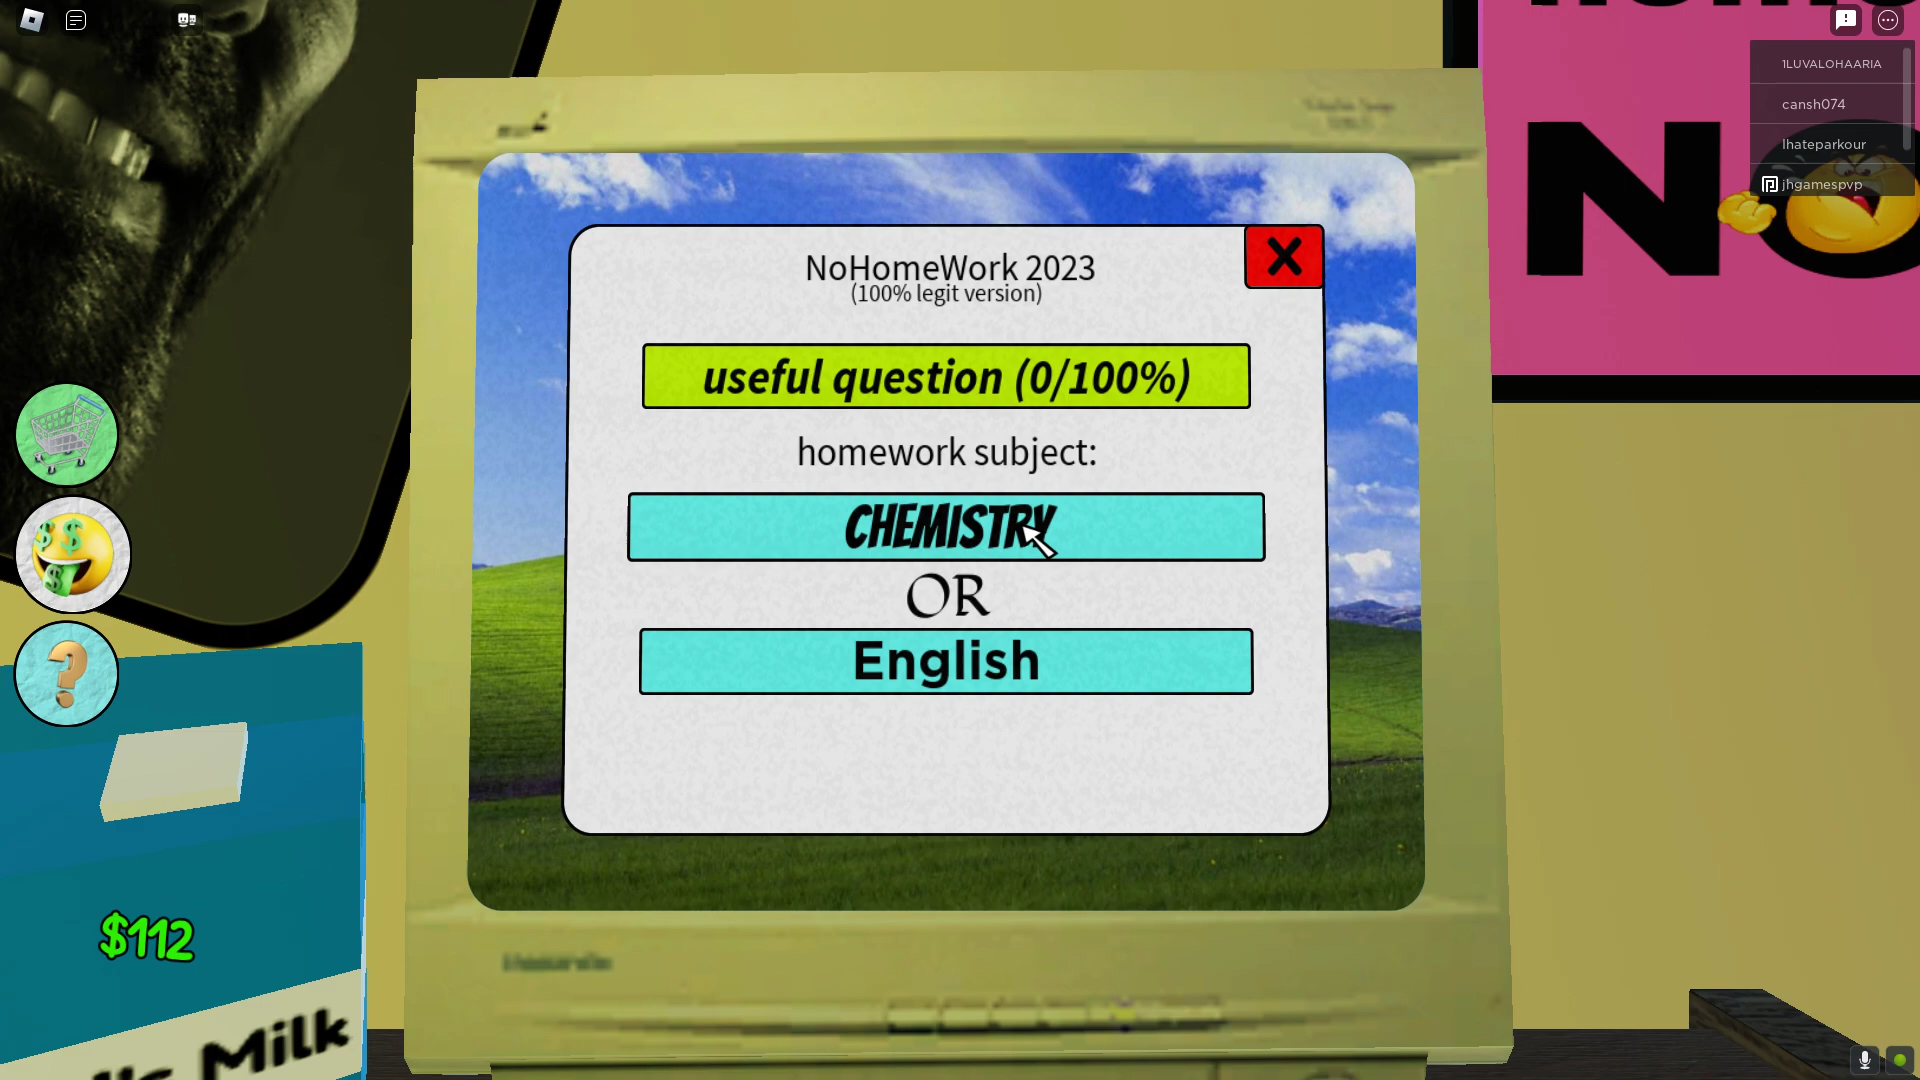 1LUVALOHAARIA
cansh074
Ihateparkour
jhgamespvp
NO
NoHomeWork 2023
(100% legit version)
X
useful question (0/100%)
homework subject:
CHEMISTRY
OR
English
$112
Milk